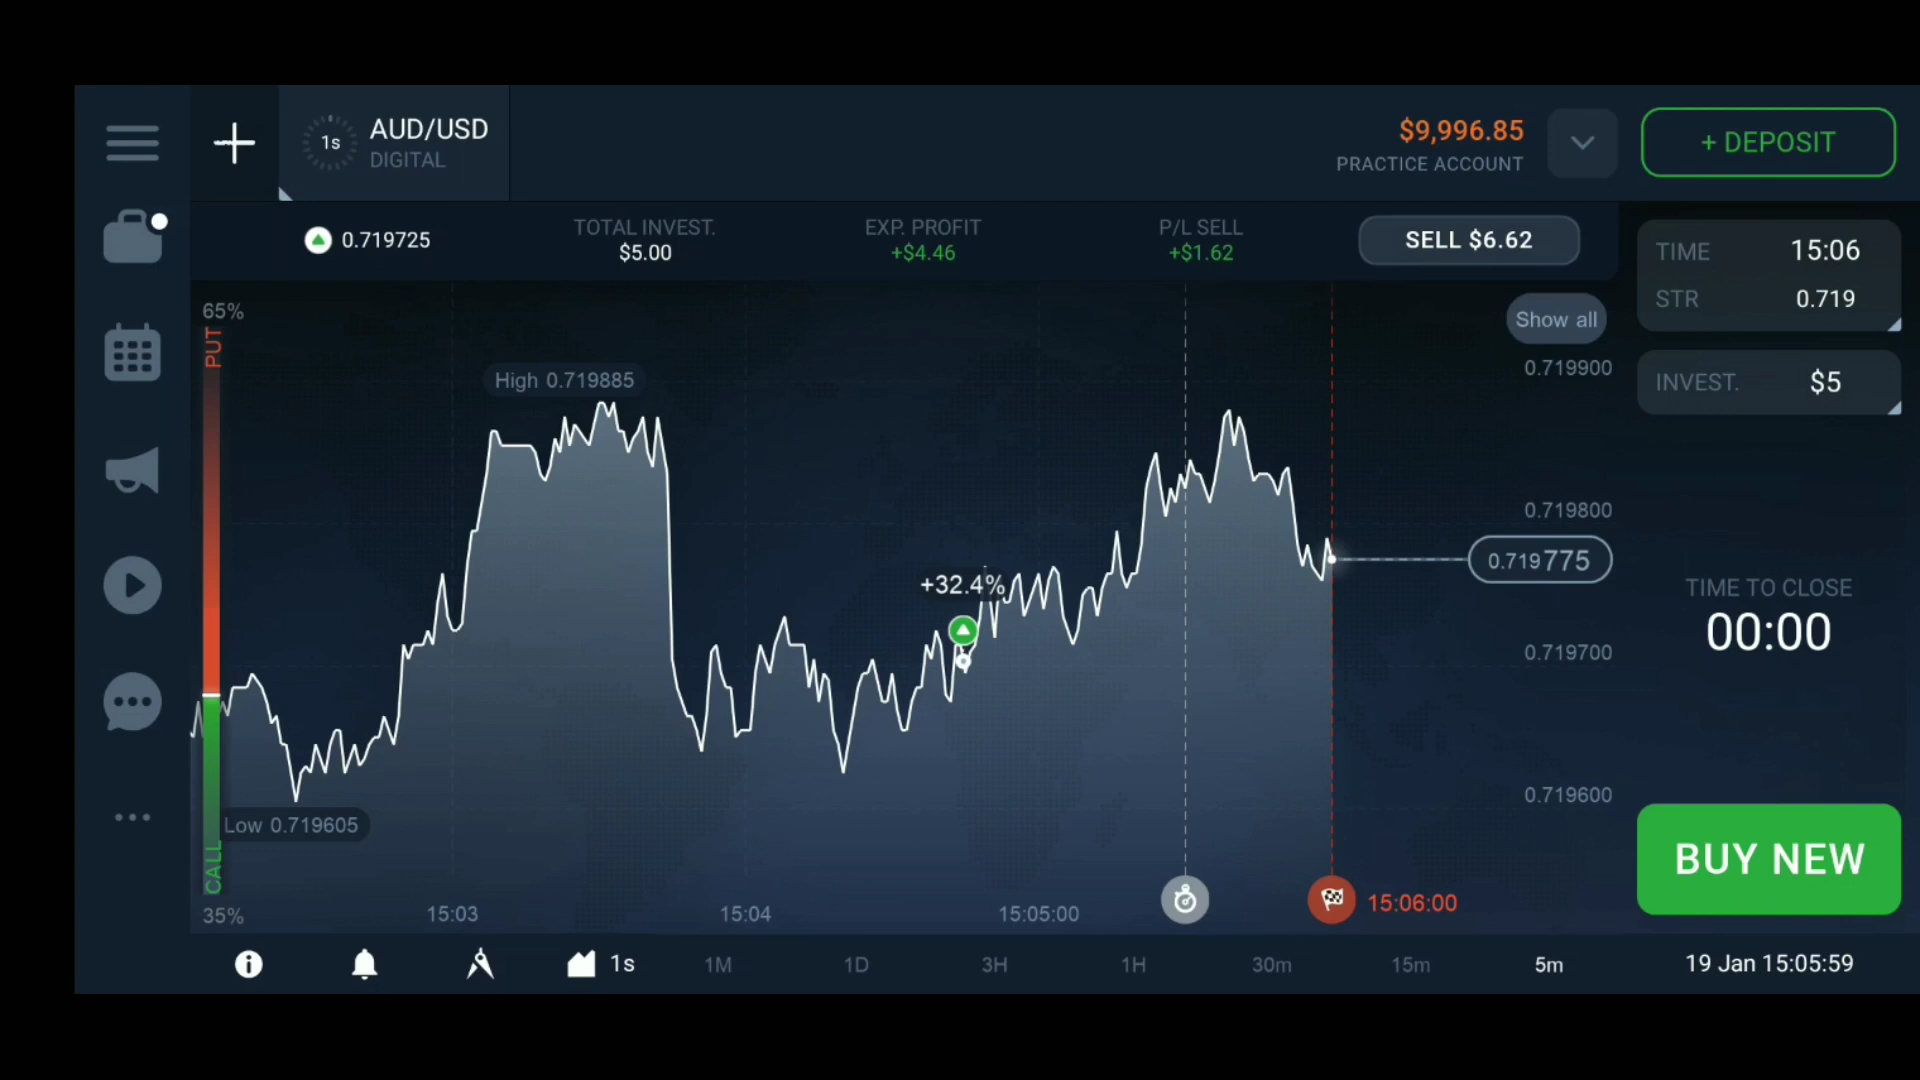 1s
AUD/USD
DIGITAL
$9,996.85
PRACTICE ACCOUNT
+ DEPOSIT
0.719725
TOTAL INVEST.
$5.00
EXP. PROFIT
+$4.46
P/L SELL
+$1.62
SELL $6.62
TIME 15:06
STR 0.719
INVEST. $5
65%
PUT
Show all
High 0.719885
0.719900
0.719800
+32.4%
0.719775
0.719700
0.719600
TIME TO CLOSE
00:00
Low 0.719605
CALL
35%
15:03
15:04
15:05:00
15:06:00
BUY NEW
1s
1M
1D
3H
1H
30m
15m
5m
19 Jan 15:05:59